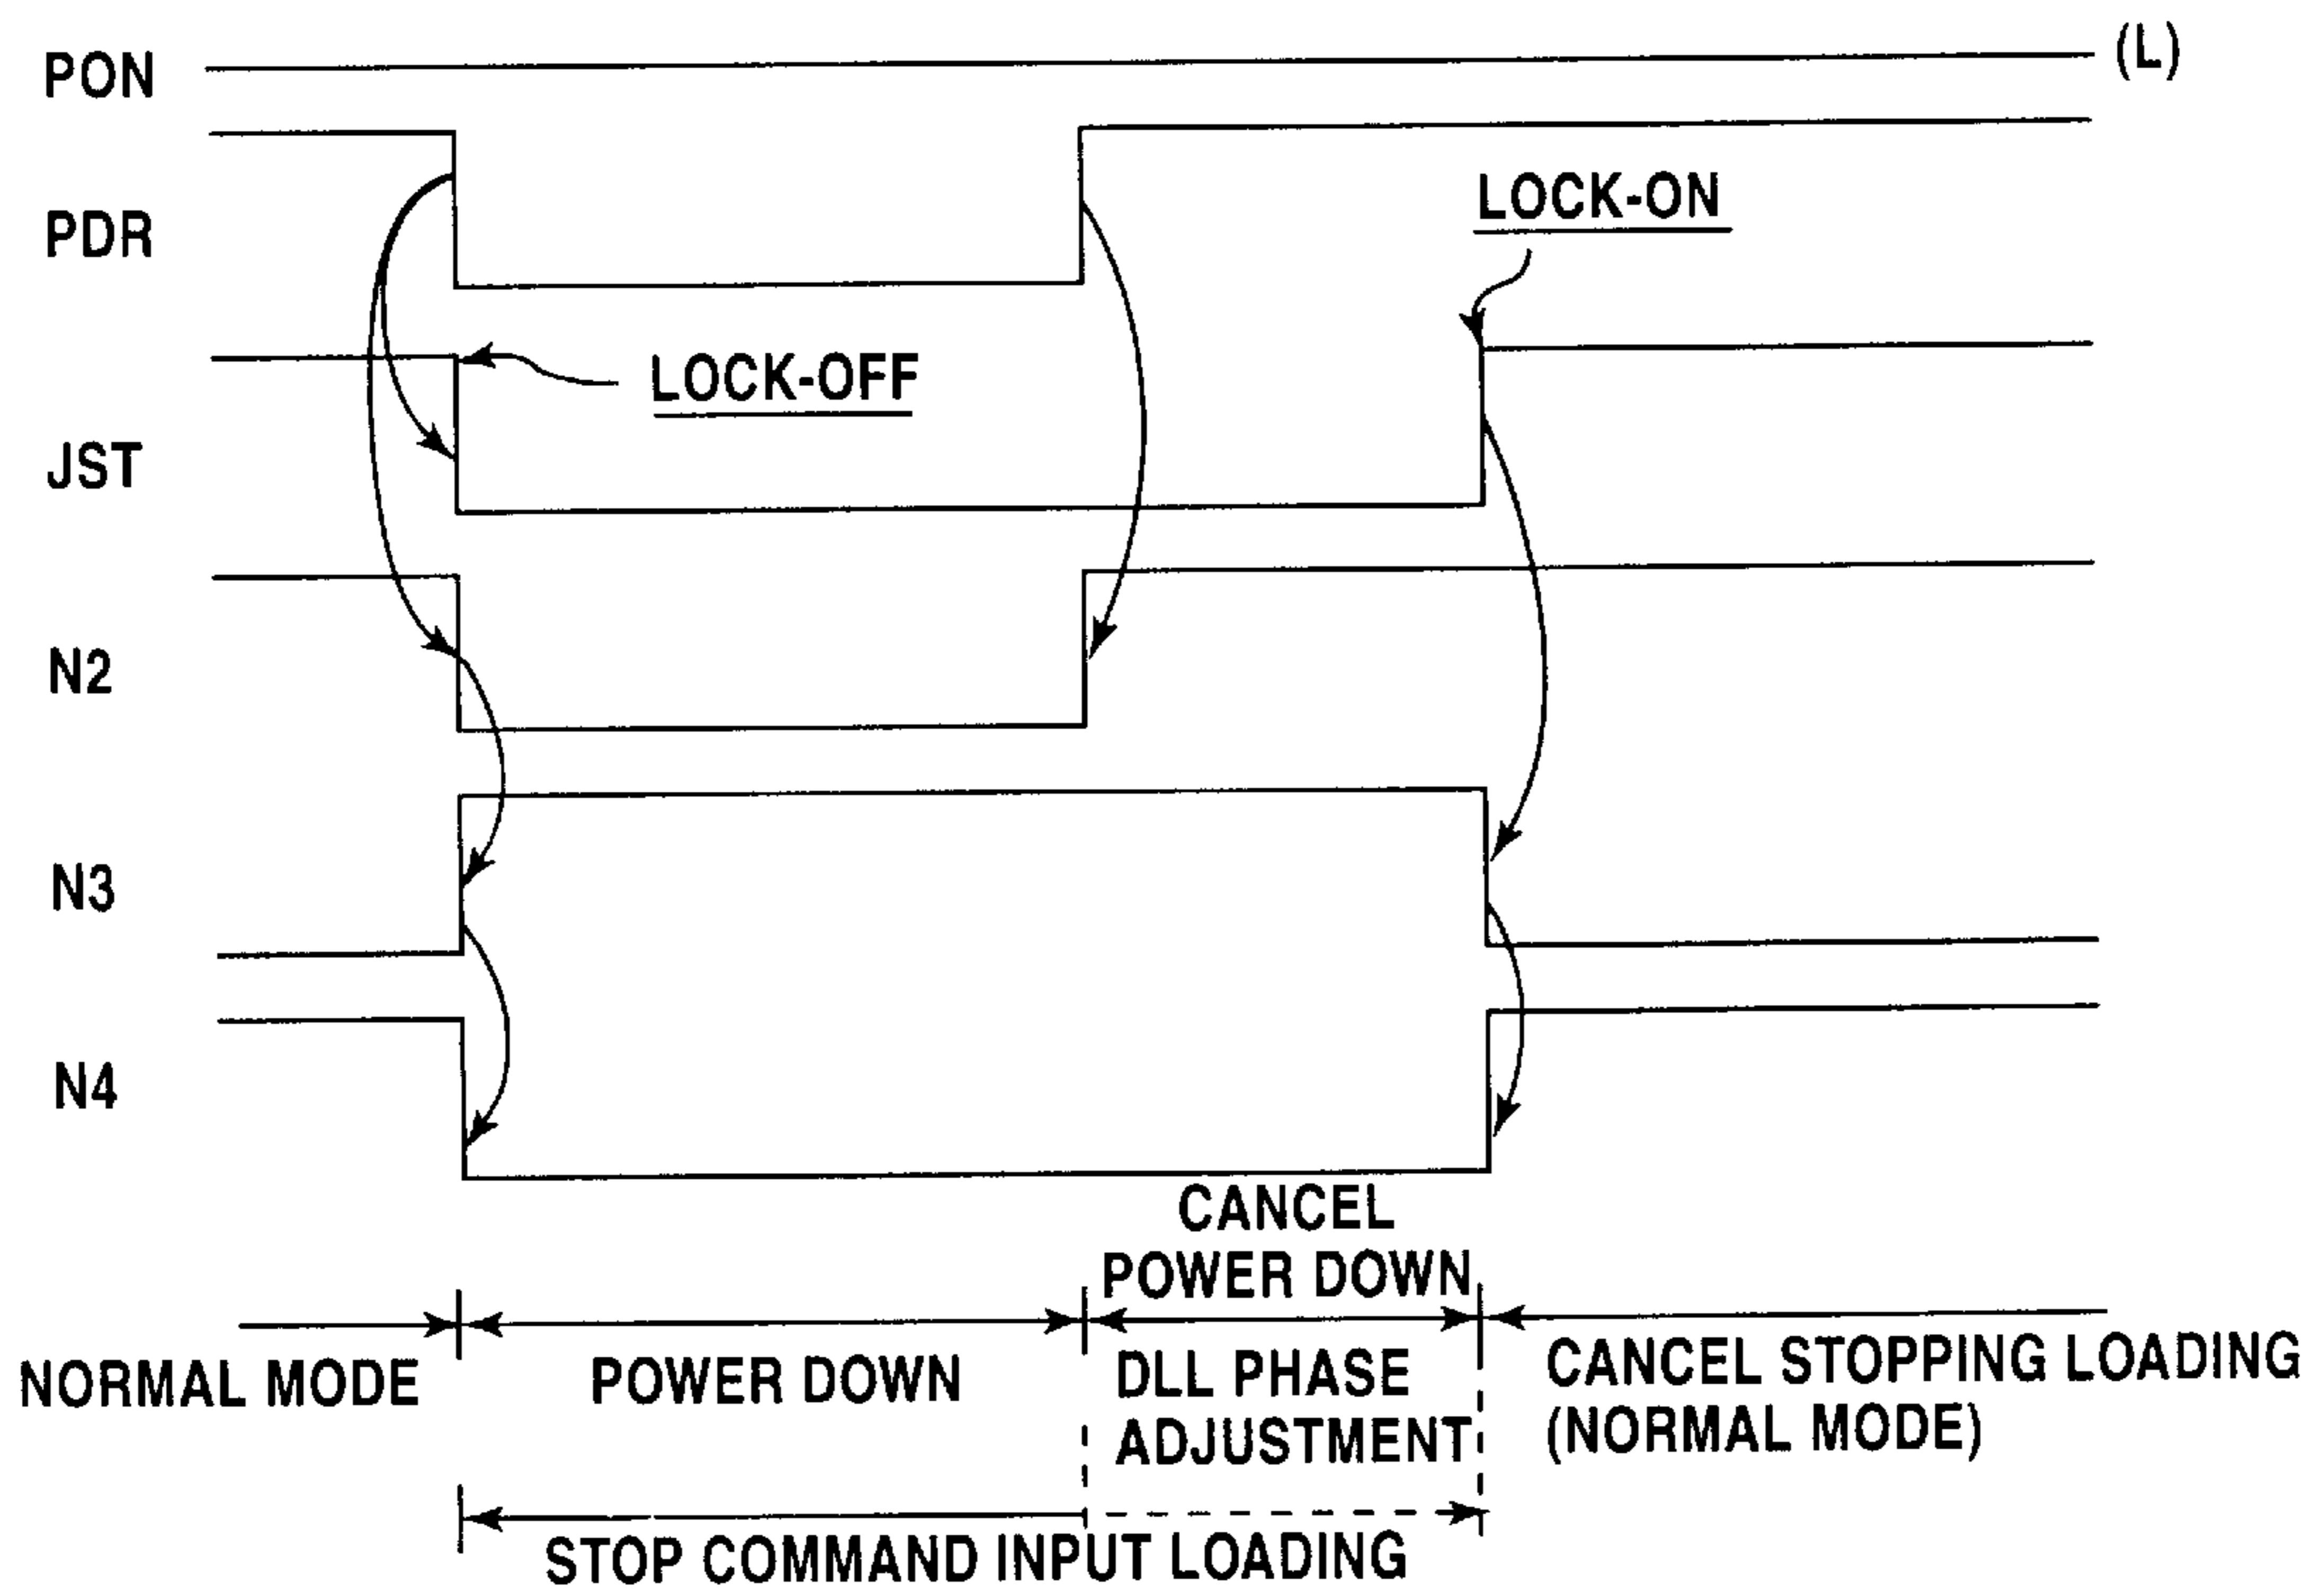 PON
(L)
PDR
LOCK-ON
LOCK-OFF
JST
N2
N3
N4
CANCEL
POWER DOWN
NORMAL MODE
POWER DOWN
DLL PHASE
ADJUSTMENT
CANCEL STOPPING LOADING
(NORMAL MODE)
STOP COMMAND INPUT LOADING